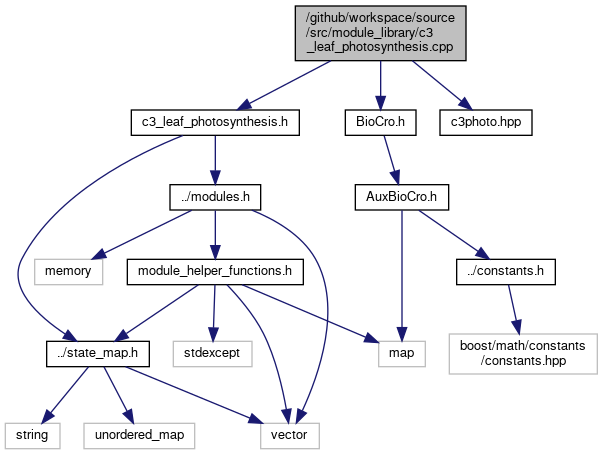 /github/workspace/source
/src/module_library/c3
_leaf_photosynthesis.cpp
c3_leaf_photosynthesis.h
BioCro.h
c3photo.hpp
../modules.h
AuxBioCro.h
memory
module_helper_functions.h
../constants.h
../state_map.h
stdexcept
map
boost/math/constants
/constants.hpp
string
unordered_map
vector